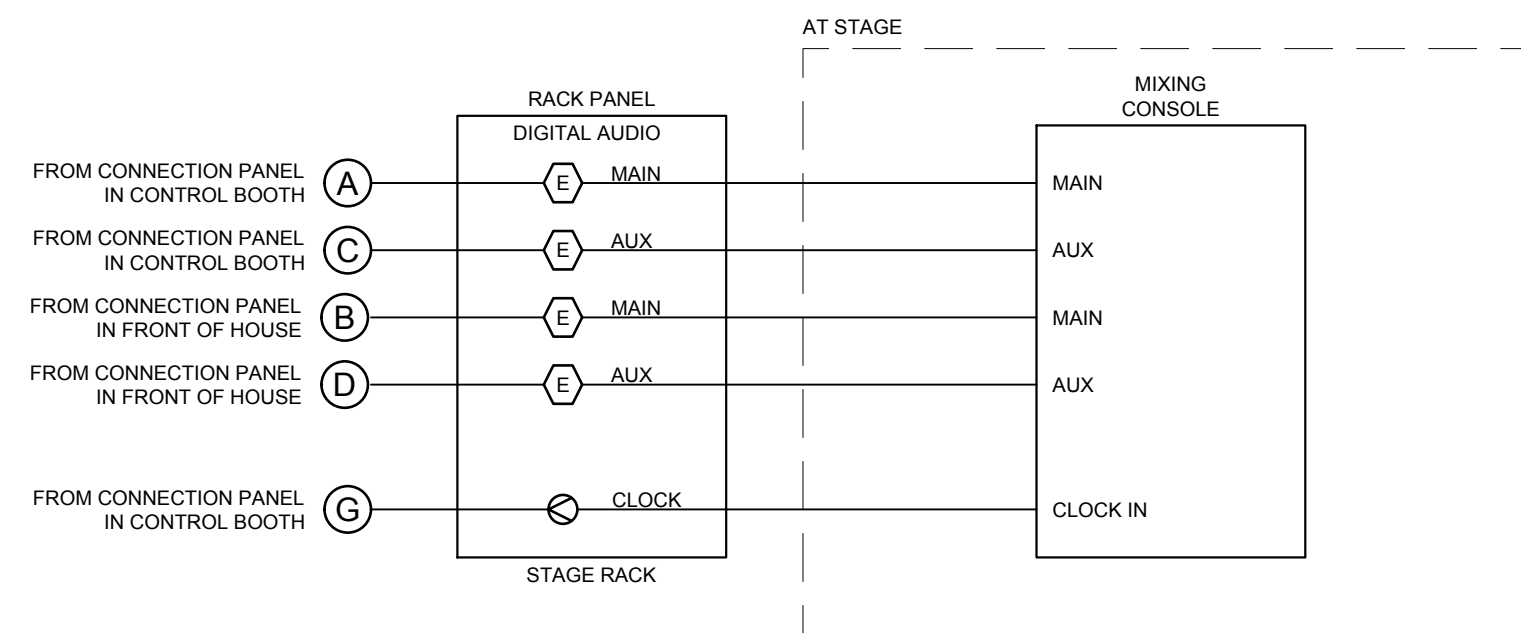 AT STAGE
RACK PANEL
MIXING
CONSOLE
DIGITAL AUDIO
FROM CONNECTION PANEL
IN CONTROL BOOTH
A
E
MAIN
MAIN
FROM CONNECTION PANEL
IN CONTROL BOOTH
C
E
AUX
AUX
FROM CONNECTION PANEL
IN FRONT OF HOUSE
B
E
MAIN
MAIN
FROM CONNECTION PANEL
IN FRONT OF HOUSE
D
E
AUX
AUX
FROM CONNECTION PANEL
IN CONTROL BOOTH
G
CLOCK
CLOCK IN
STAGE RACK